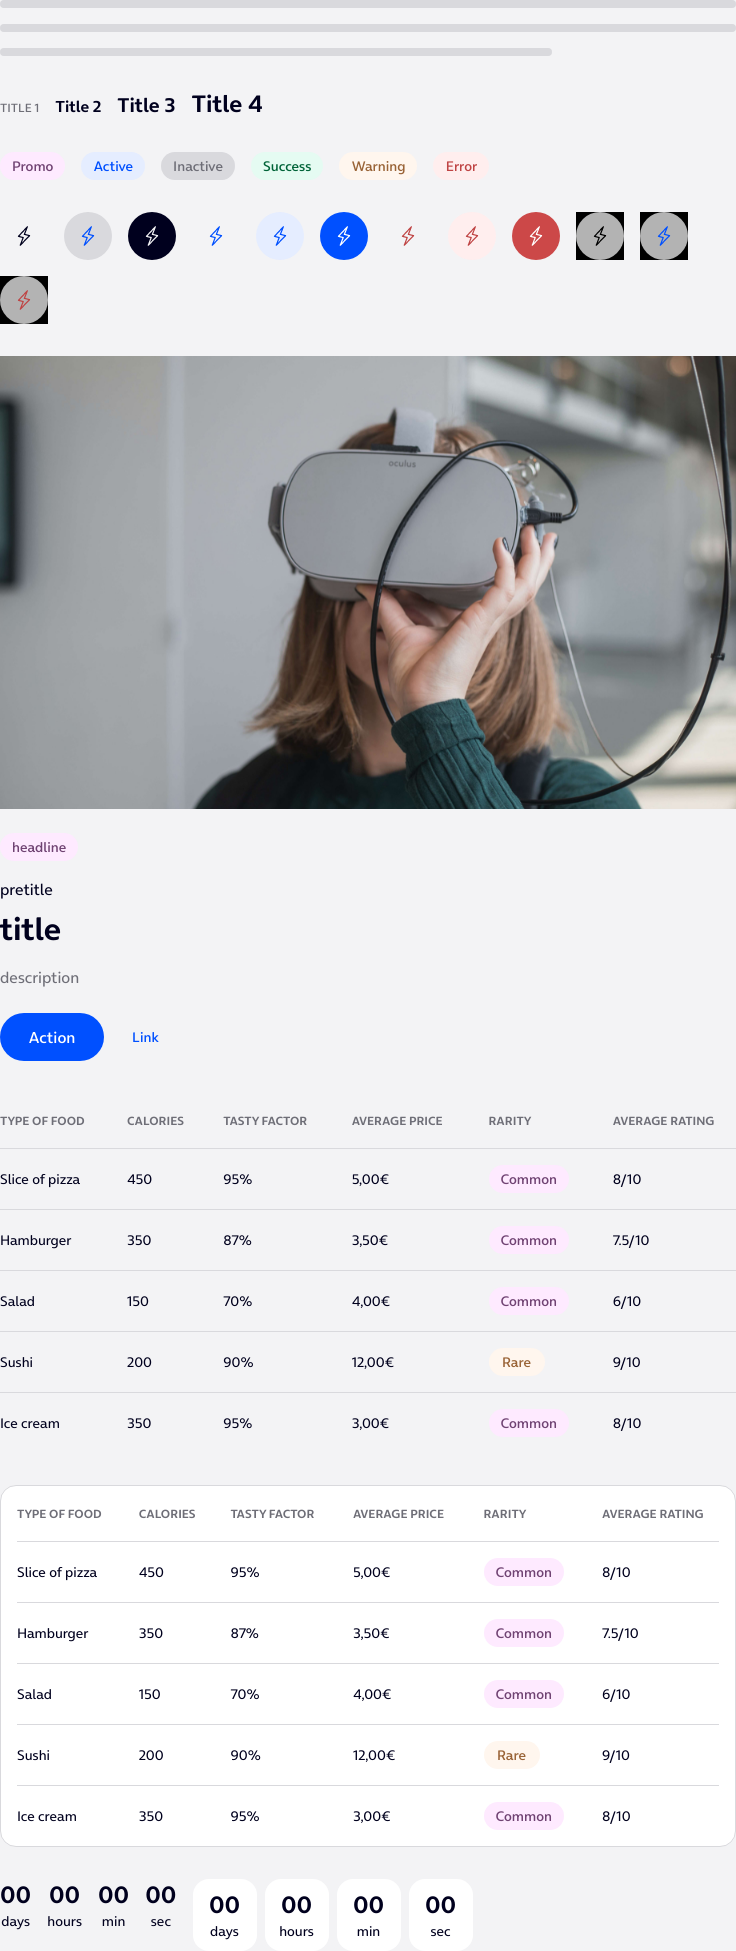 TITLE 1 Title 2 Title 3 Title 4
Promo Active Inactive Success Warning Error
oculus
headline
pretitle
title
description
Action Link
TYPE OF FOOD CALORIES TASTY FACTOR AVERAGE PRICE RARITY AVERAGE RATING
Slice of pizza 450 95% 5,00€ Common 8/10
Hamburger 350 87% 3,50€ Common 7.5/10
Salad 150 70% 4,00€ Common 6/10
Sushi 200 90% 12,00€ Rare 9/10
Ice cream 350 95% 3,00€ Common 8/10
TYPE OF FOOD CALORIES TASTY FACTOR AVERAGE PRICE RARITY AVERAGE RATING
Slice of pizza 450 95% 5,00€ Common 8/10
Hamburger 350 87% 3,50€ Common 7.5/10
Salad 150 70% 4,00€ Common 6/10
Sushi 200 90% 12,00€ Rare 9/10
Ice cream 350 95% 3,00€ Common 8/10
00 00 00 00 00 00 00 00
days hours min sec days hours min sec